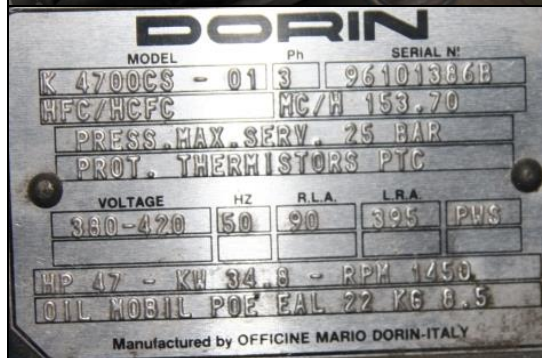 DORIN
MODEL Ph SERIAL Nº
K 4700CS - 01 3 96101386B
HFC/HCFC MC/H 153.70
PRESS.MAX.SERV. 25 BAR
PROT. THERMISTORS PTC
VOLTAGE HZ R.L.A. L.R.A.
380-420 50 90 395 PWS
HP 47 - KW 34.8 - RPM 1450
OIL MOBIL POE EAL 22 KG 8.5
Manufactured by OFFICINE MARIO DORIN-ITALY